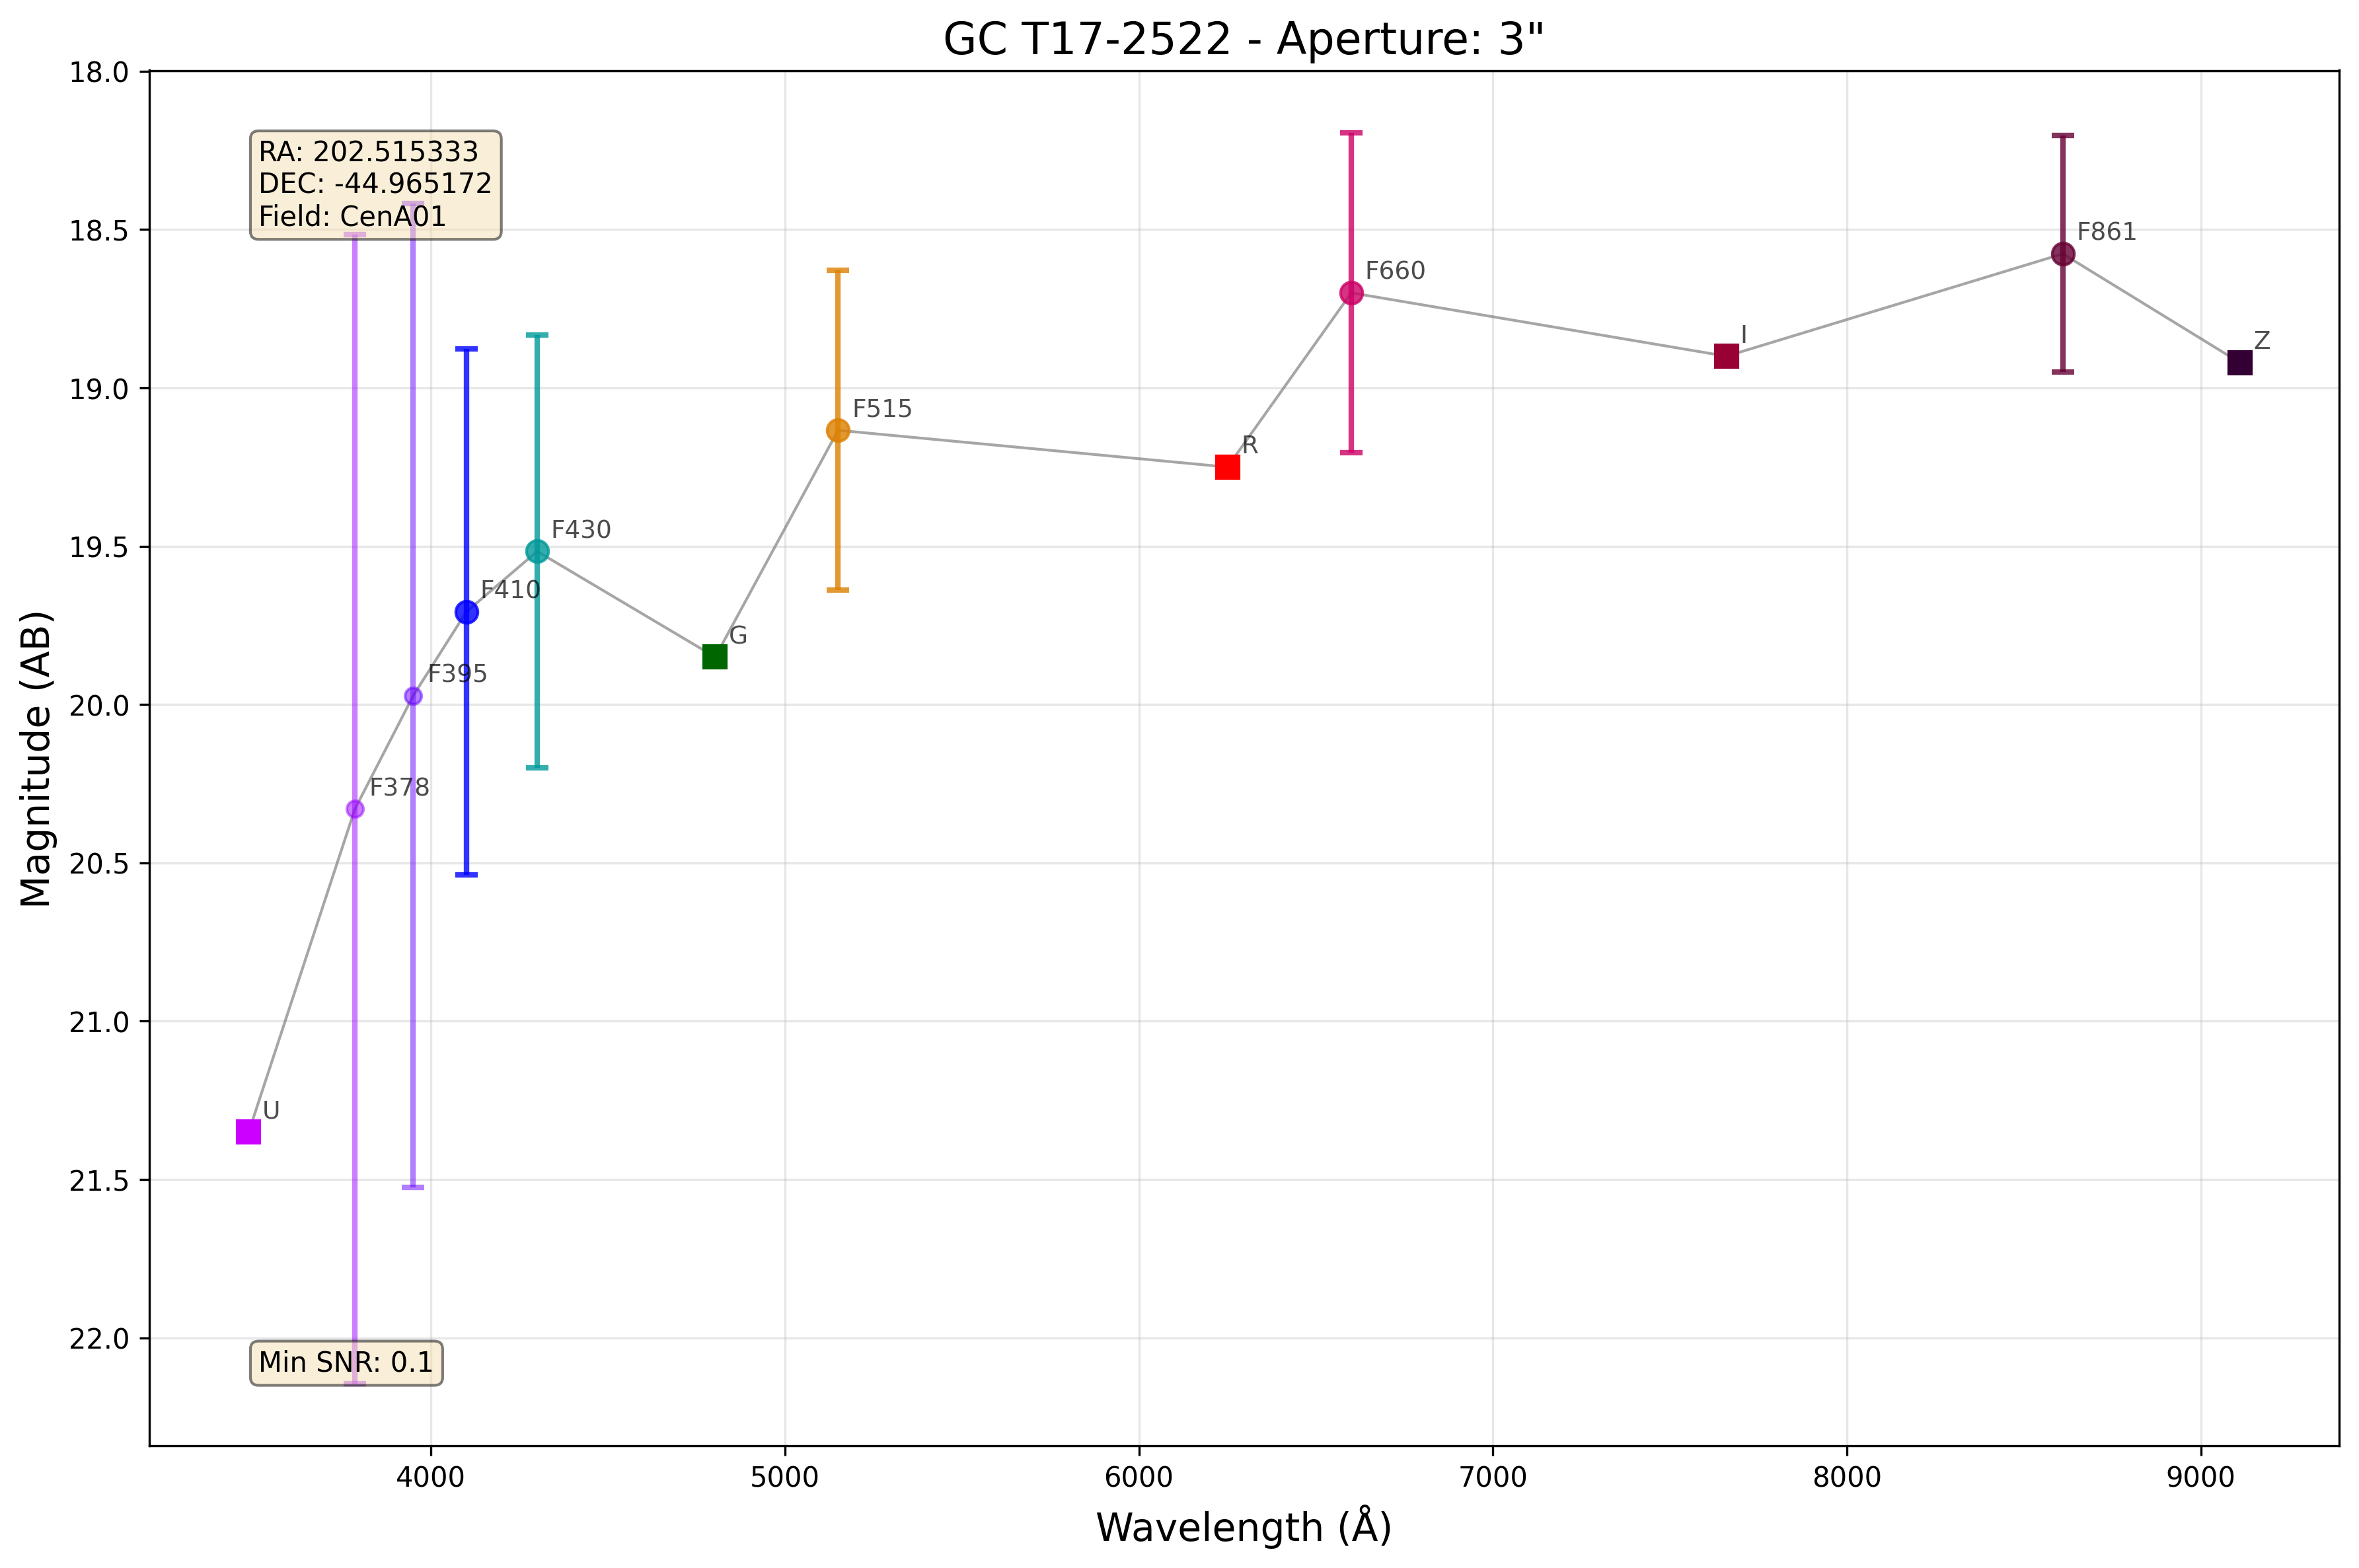 GC T17-2522 - Aperture: 3"
Magnitude (AB)
18.0
18.5
19.0
19.5
20.0
20.5
21.0
21.5
22.0
RA: 202.515333
DEC: -44.965172
Field: CenA01
F861
F660
Z
I
F515
R
F430
F410
G
F395
F378
U
Min SNR: 0.1
4000
5000
6000
7000
8000
9000
Wavelength (Å)